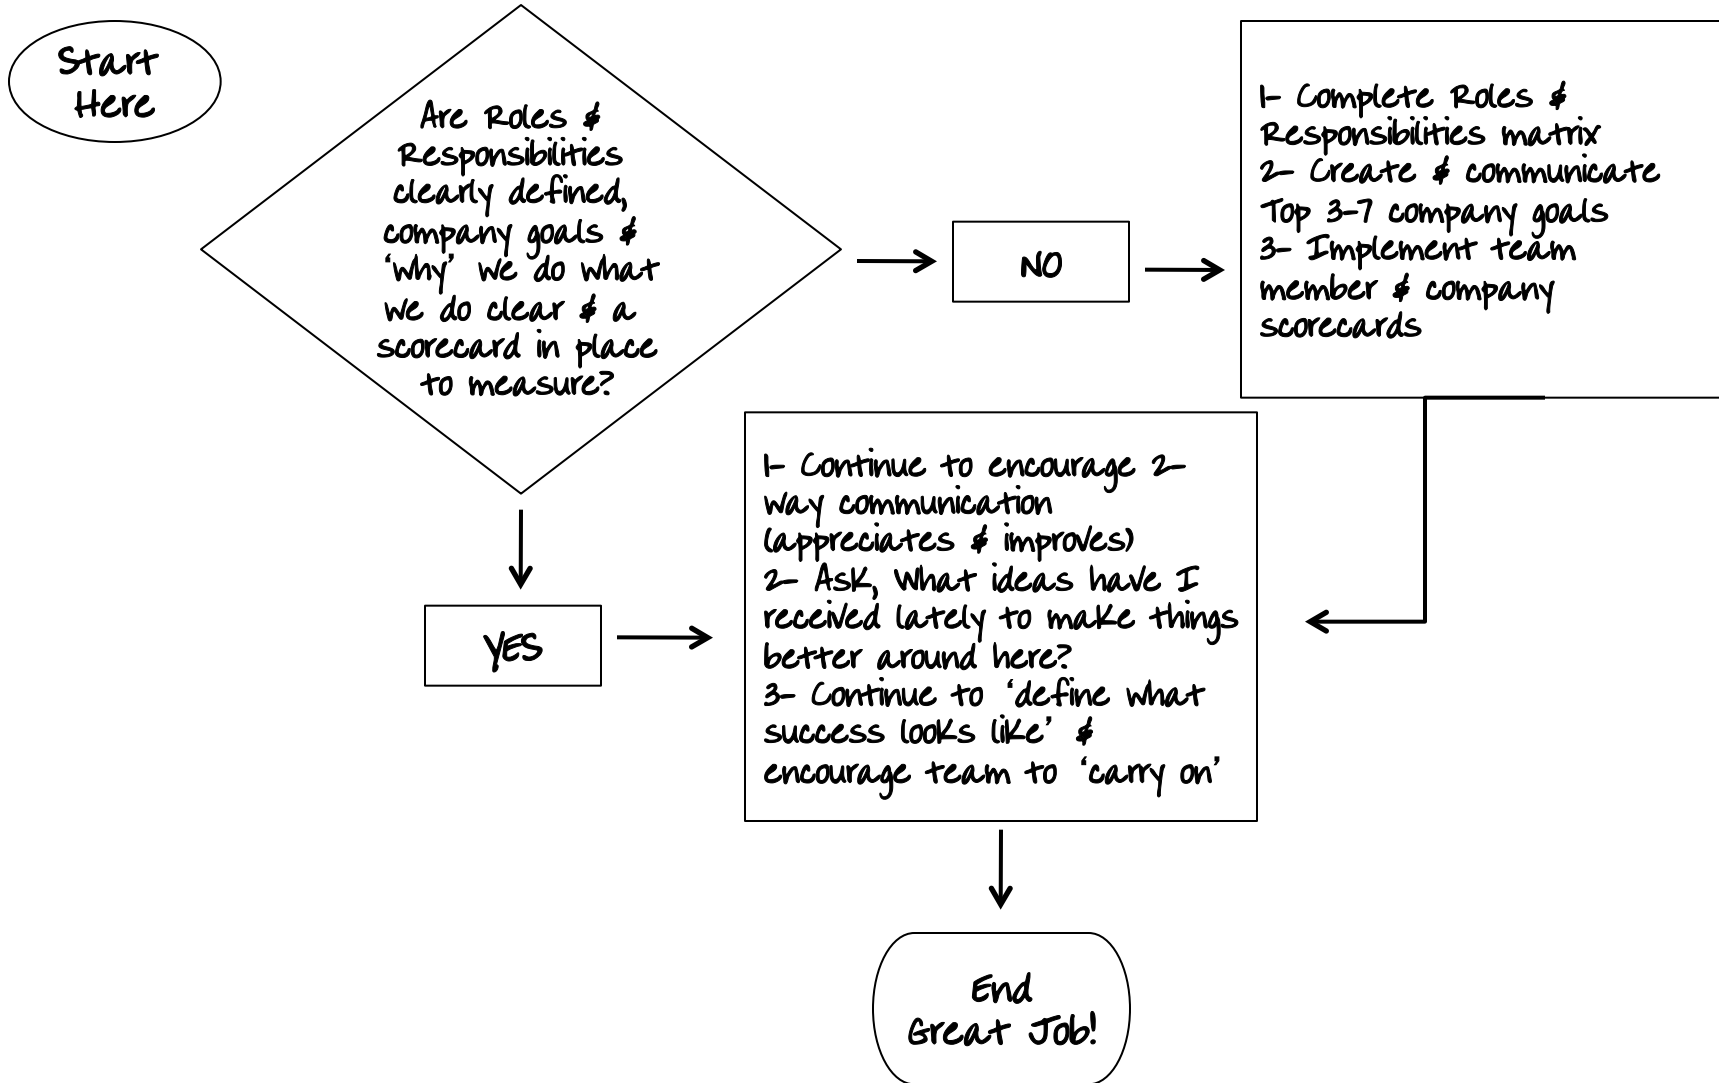 Start
Here
Are Roles &
Responsibilities
clearly defined,
company goals &
‘why’ we do what
we do clear & a
scorecard in place
to measure?
NO
1- Complete Roles &
Responsibilities matrix
2- Create & communicate
Top 3-7 company goals
3- Implement team
member & company
scorecards
YES
1- Continue to encourage 2-
way communication
(appreciates & improves)
2- Ask, What ideas have I
received lately to make things
better around here?
3- Continue to ‘define what
success looks like’ &
encourage team to ‘carry on’
End
Great Job!